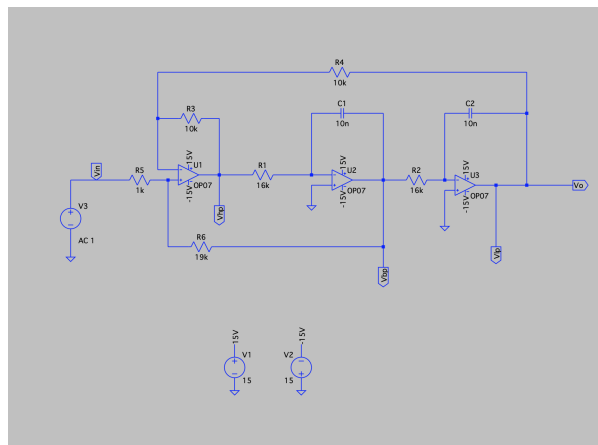 R4
10k
R3
10k
C1
10n
C2
10n
-15V
U1
OP07
-15V
Vin
R5
1k
R1
16k
-15V
U2
OP07
-15V
R2
16k
-15V
U3
OP07
-15V
Vo
V3
AC 1
Vhp
R6
19k
Vbp
Vlp
-15V
V1
15
-15V
V2
15